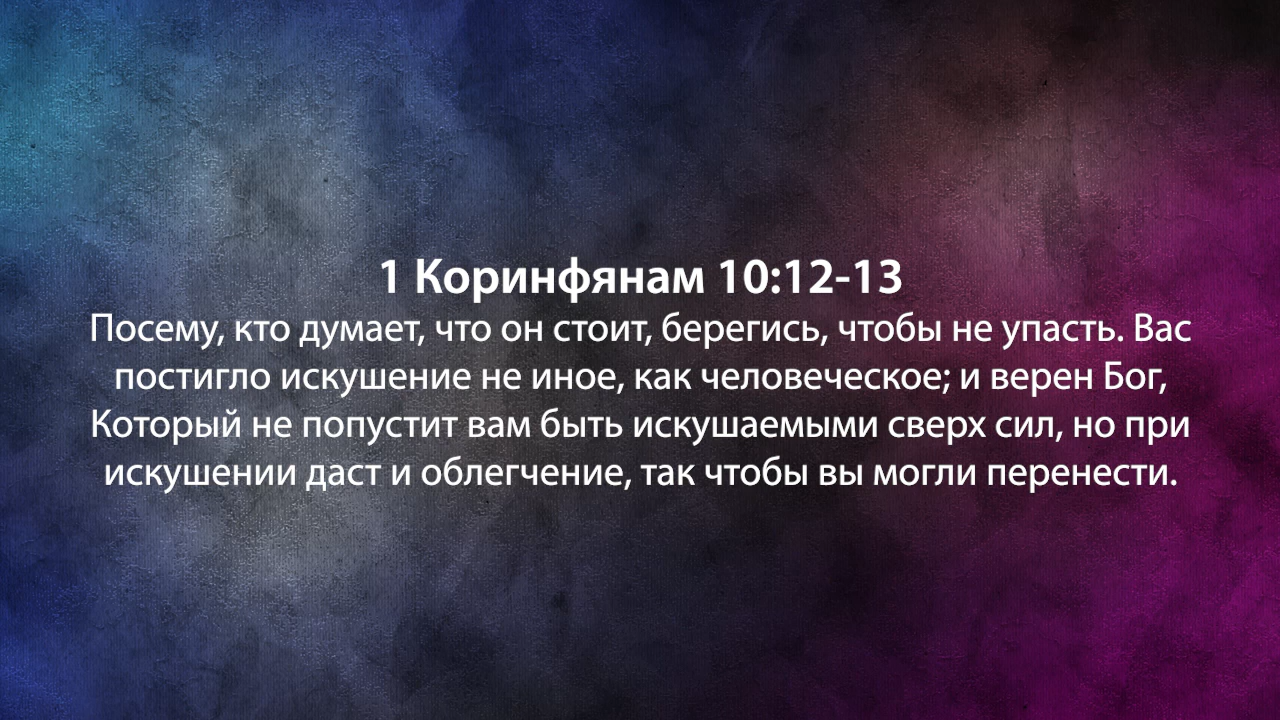 1 Коринфянам 10:12-13
Посему, кто думает, что он стоит, берегись, чтобы не упасть. Вас
постигло искушение не иное, как человеческое; и верен Бог,
Который не попустит вам быть искушаемыми сверх сил, но при
искушении даст и облегчение, так чтобы вы могли перенести.